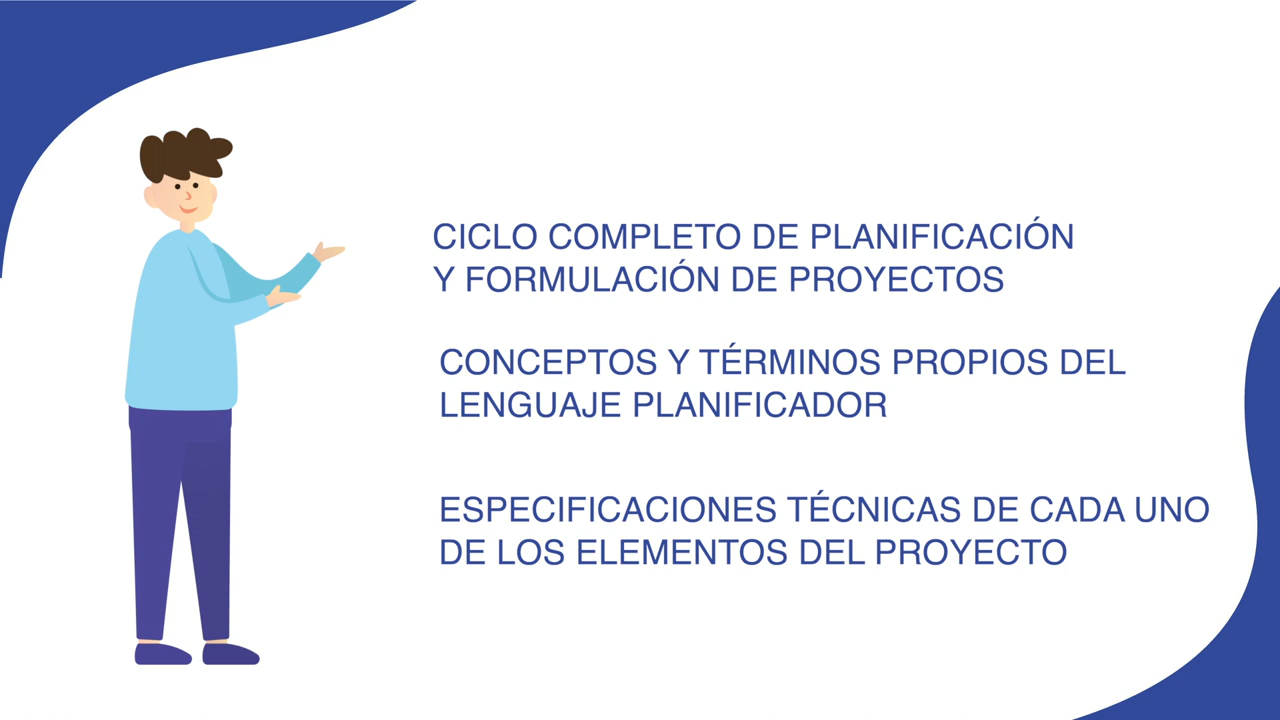 CICLO COMPLETO DE PLANIFICACIÓN
Y FORMULACIÓN DE PROYECTOS
CONCEPTOS Y TÉRMINOS PROPIOS DEL
LENGUAJE PLANIFICADOR
ESPECIFICACIONES TÉCNICAS DE CADA UNO
DE LOS ELEMENTOS DEL PROYECTO